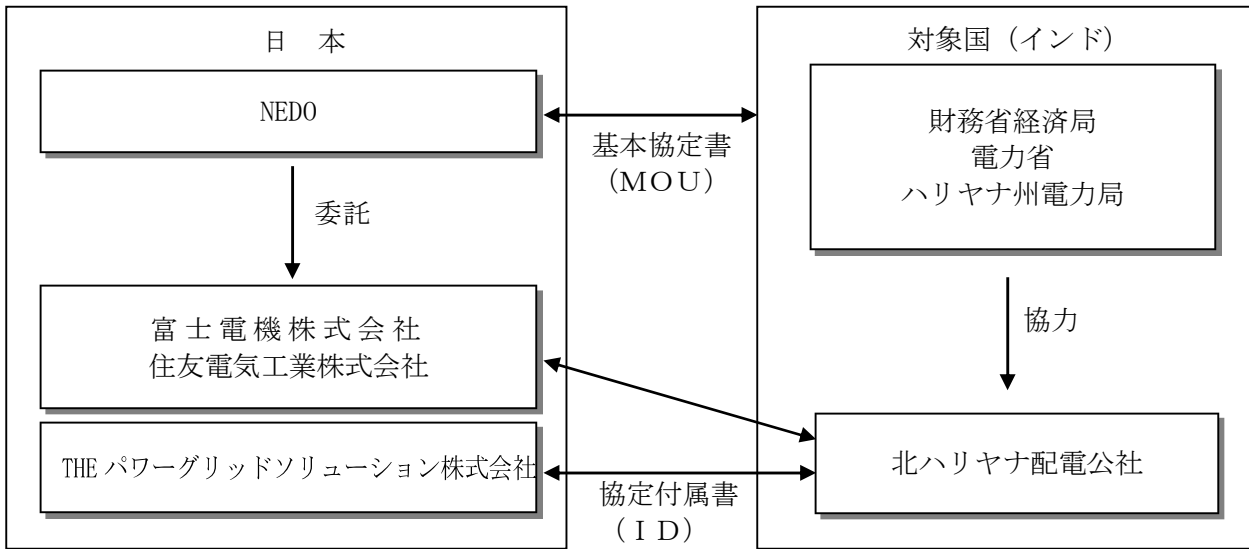 日　本
NEDO
委託
富士電機株式会社
住友電気工業株式会社
THE パワーグリッドソリューション株式会社
基本協定書
（ＭＯＵ）
協定付属書
（ＩＤ）
対象国（インド）
財務省経済局
電力省
ハリヤナ州電力局
協力
北ハリヤナ配電公社